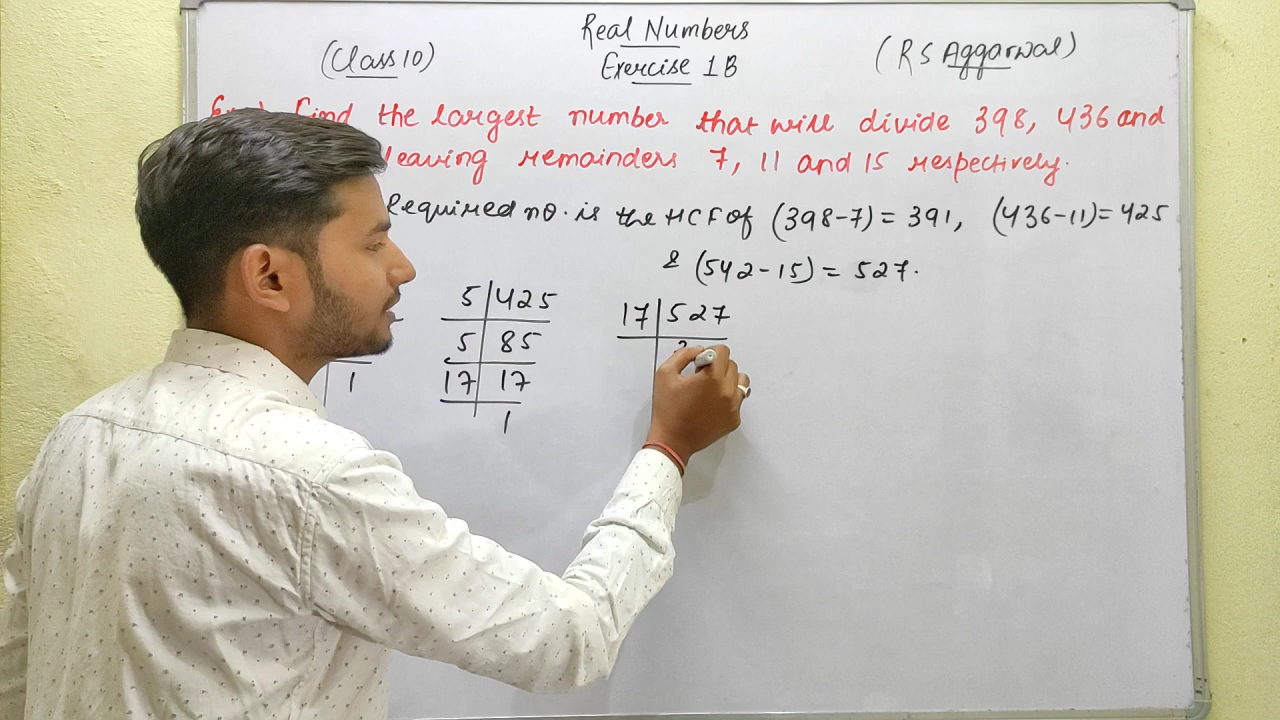 Real Numbers
(Class 10)
Exercise 1B
(RS Aggarwal)
Find the largest number that will divide 398, 436 and
leaving remainders 7, 11 and 15 respectively.
Required no. is the HCF of (398-7) = 391, (436-11) = 425
& (542-15) = 527.
5 | 425
5 | 85
17 | 17
1
17 | 527
1